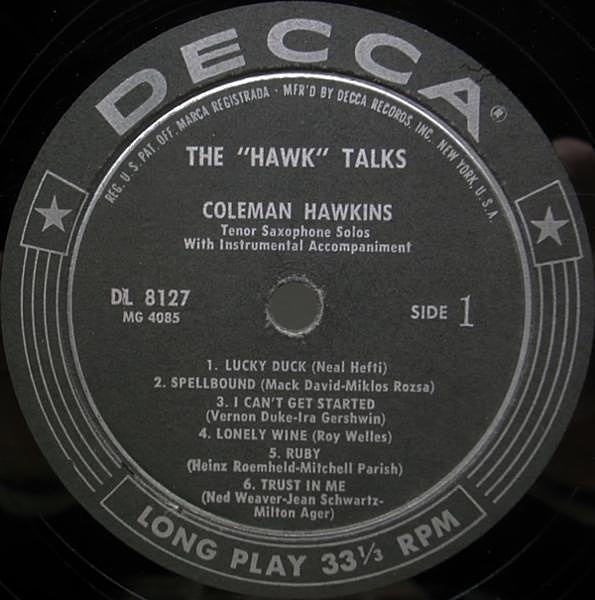 DECCA®
REG. U.S. PAT. OFF. MARCA REGISTRADA · MFR'D BY DECCA RECORDS, INC. NEW YORK, U.S.A.
THE "HAWK" TALKS
COLEMAN HAWKINS
Tenor Saxophone Solos
With Instrumental Accompaniment
DL 8127
MG 4085
SIDE 1
1. LUCKY DUCK (Neal Hefti)
2. SPELLBOUND (Mack David-Miklos Rozsa)
3. I CAN'T GET STARTED
(Vernon Duke-Ira Gershwin)
4. LONELY WINE (Roy Welles)
5. RUBY
(Heinz Roemheld-Mitchell Parish)
6. TRUST IN ME
(Ned Weaver-Jean Schwartz-
Milton Ager)
LONG PLAY 33⅓ RPM